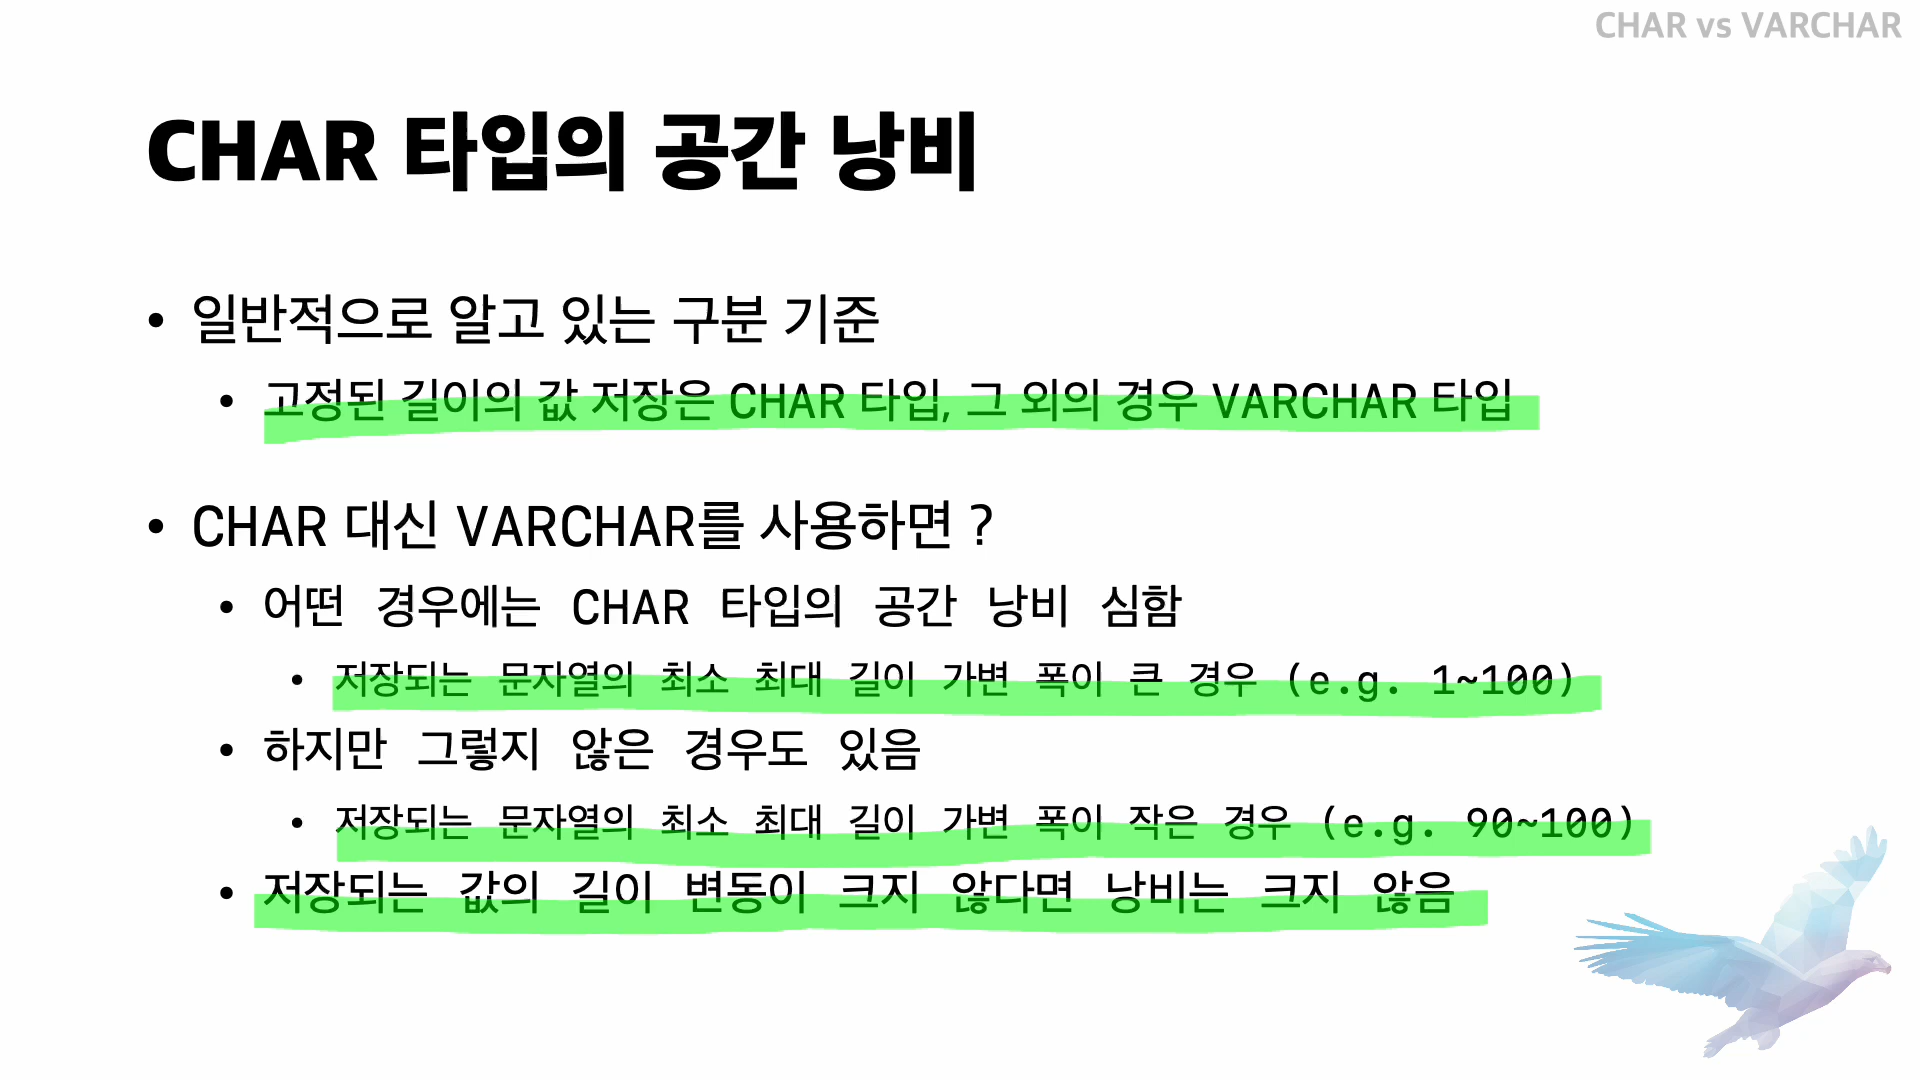 CHAR vs VARCHAR
CHAR 타입의 공간 낭비
• 일반적으로 알고 있는 구분 기준
• 고정된 길이의 값 저장은 CHAR 타입, 그 외의 경우 VARCHAR 타입
• CHAR 대신 VARCHAR를 사용하면 ?
• 어떤 경우에는 CHAR 타입의 공간 낭비 심함
• 저장되는 문자열의 최소 최대 길이 가변 폭이 큰 경우 (e.g. 1~100)
• 하지만 그렇지 않은 경우도 있음
• 저장되는 문자열의 최소 최대 길이 가변 폭이 작은 경우 (e.g. 90~100)
• 저장되는 값의 길이 변동이 크지 않다면 낭비는 크지 않음